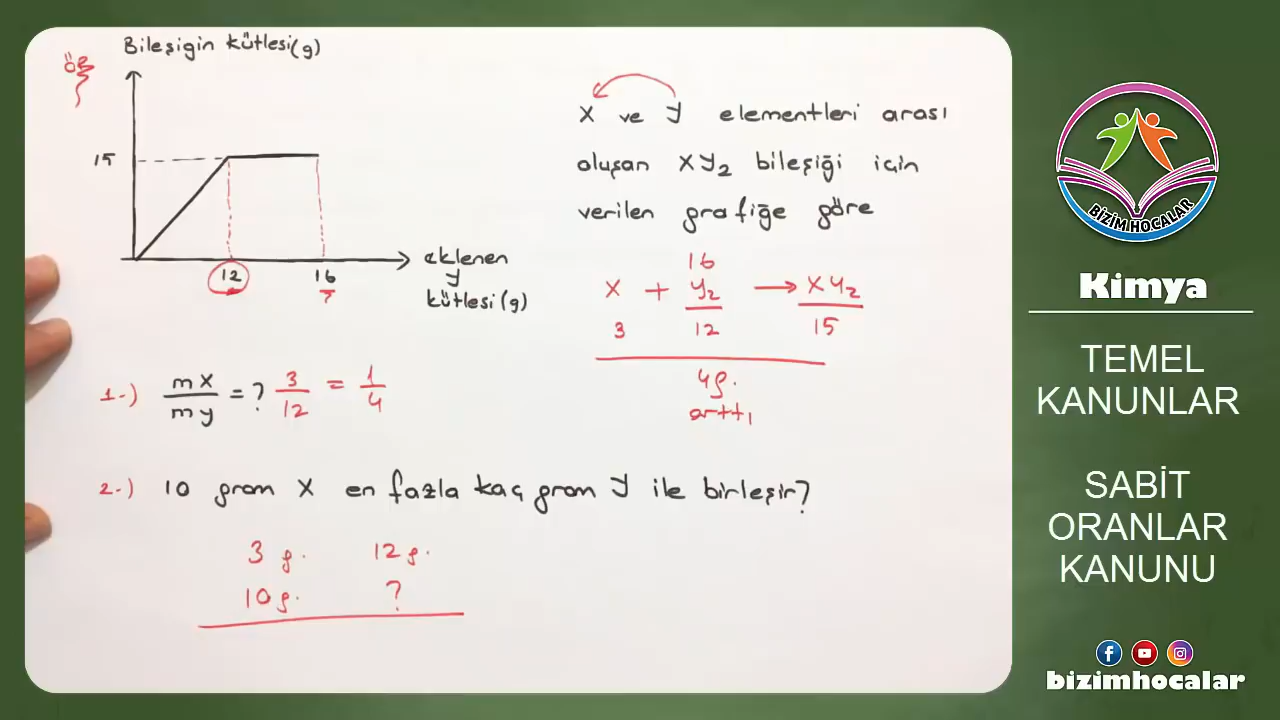 Bileşiğin kütlesi (g)
ör
15
12
16
?
eklenen
y
kütlesi (g)
X ve y elementleri arası
oluşan Xy2 bileşiği için
verilen grafiğe göre
16
X + y2 → Xy2
3 12 15
4g.
arttı
1-) mX/my = ? 3/12 = 1/4
2-) 10 gram X en fazla kaç gram y ile birleşir?
3 g. 12 g.
10 g. ?
BİZİM HOCALAR
Kimya
TEMEL
KANUNLAR
SABİT
ORANLAR
KANUNU
bizimhocalar